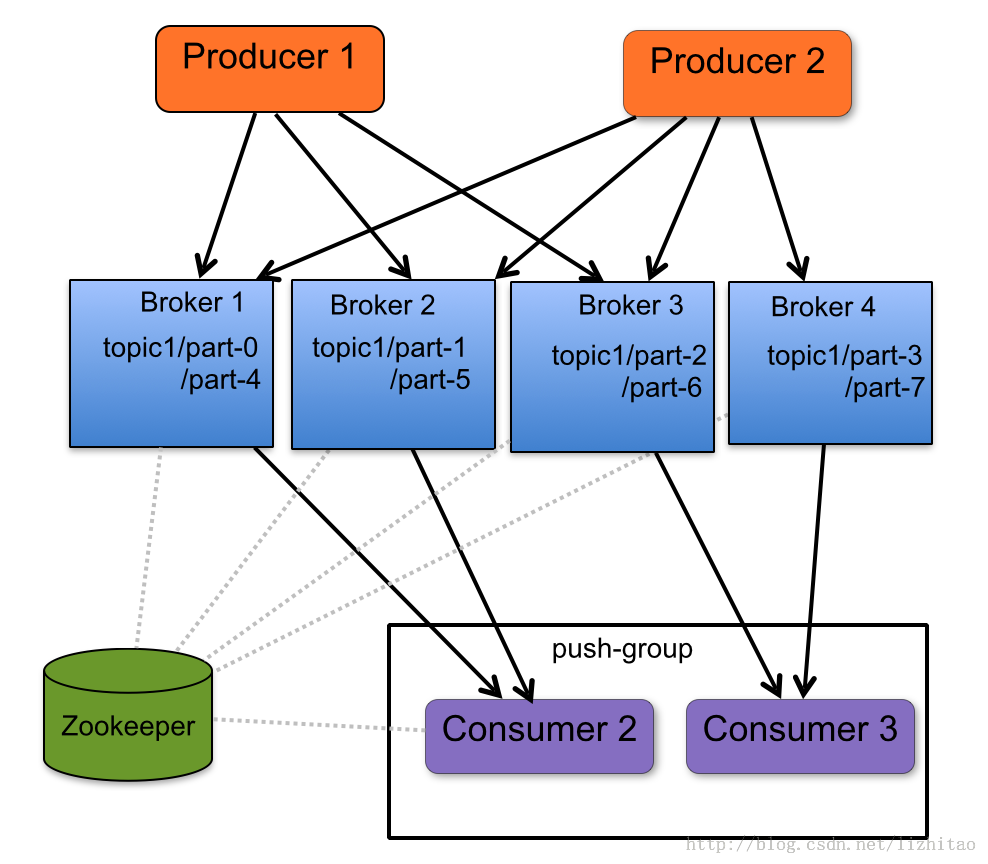 Producer 1
Producer 2
Broker 1
topic1/part-0
/part-4
Broker 2
topic1/part-1
/part-5
Broker 3
topic1/part-2
/part-6
Broker 4
topic1/part-3
/part-7
push-group
Zookeeper
Consumer 2
Consumer 3
http://blog.csdn.net/lizhitao